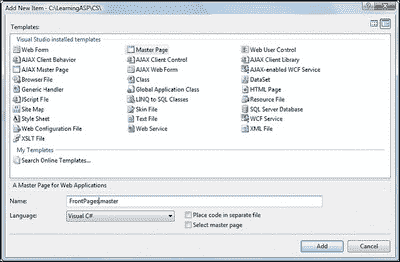 Add New Item - C:\LearningASP\CS\
Templates:
Visual Studio installed templates
Web Form
Master Page
Web User Control
AJAX Client Behavior
AJAX Client Control
AJAX Client Library
AJAX Master Page
AJAX Web Form
AJAX-enabled WCF Service
Browser File
Class
DataSet
Generic Handler
Global Application Class
HTML Page
JScript File
LINQ to SQL Classes
Resource File
Site Map
Skin File
SQL Server Database
Style Sheet
Text File
WCF Service
Web Configuration File
Web Service
XML File
XSLT File
My Templates
Search Online Templates...
A Master Page for Web Applications
Name:
FrontPages.master
Language:
Visual C#
Place code in separate file
Select master page
Add
Cancel